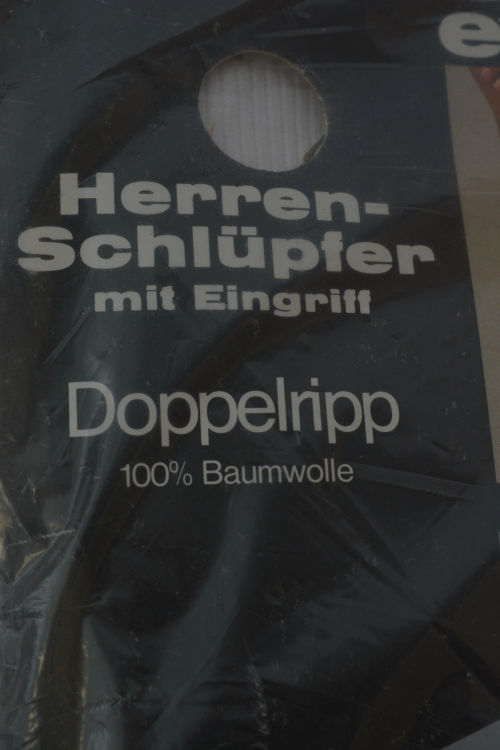 e
Herren-
Schlüpfer
mit Eingriff
Doppelripp
100% Baumwolle